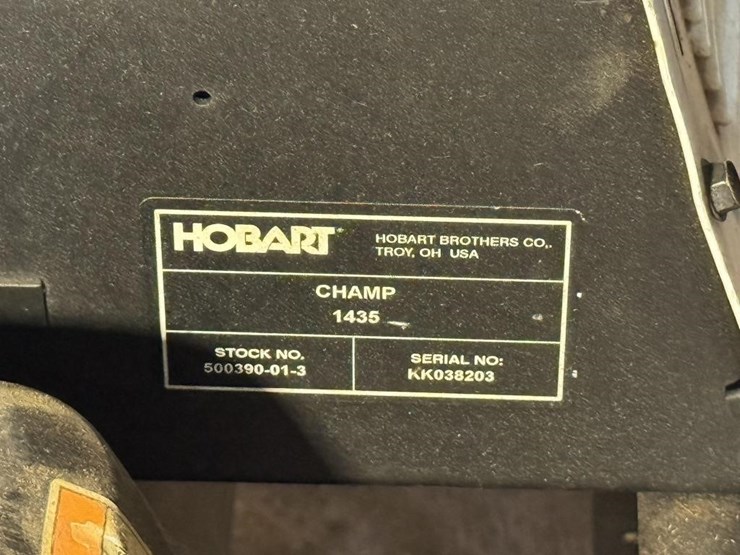 HOBART
HOBART BROTHERS CO,.
TROY, OH USA
CHAMP
1435
STOCK NO.
500390-01-3
SERIAL NO:
KK038203